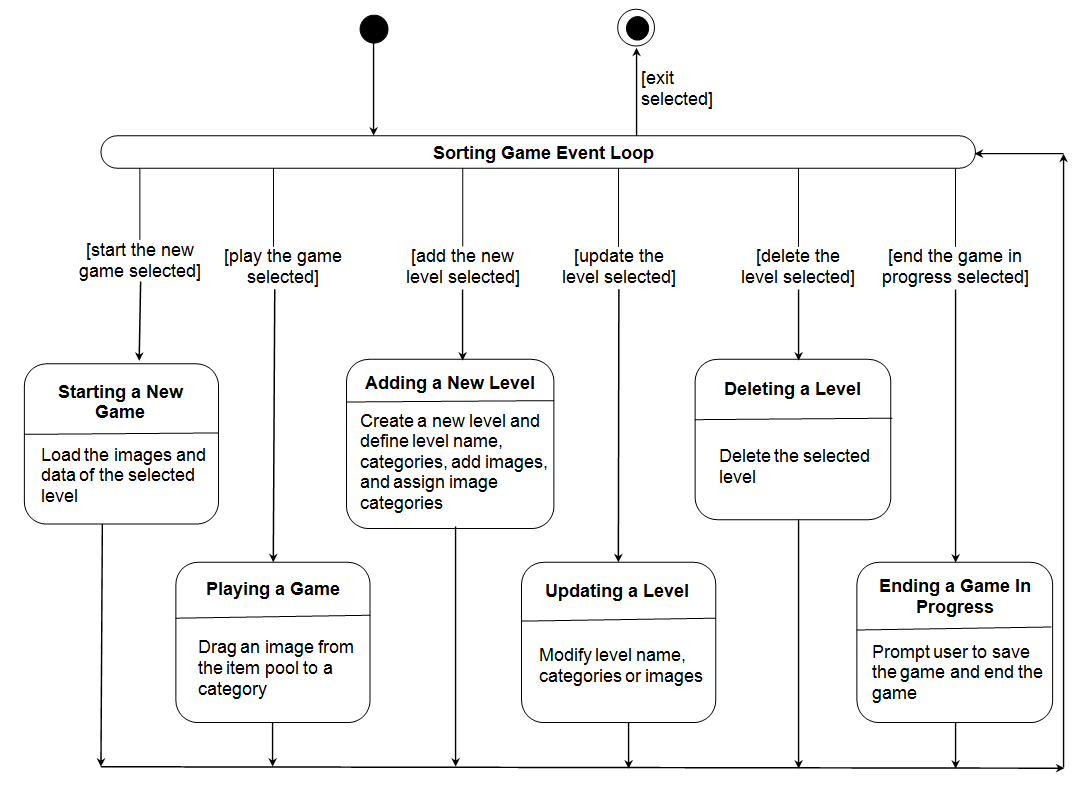 [exit
selected]
Sorting Game Event Loop
[start the new
game selected]
[play the game
selected]
[add the new
level selected]
[update the
level selected]
[delete the
level selected]
[end the game in
progress selected]
Starting a New
Game
Load the images and
data of the selected
level
Adding a New Level
Create a new level and
define level name,
categories, add images,
and assign image
categories
Deleting a Level
Delete the selected
level
Playing a Game
Drag an image from
the item pool to a
category
Updating a Level
Modify level name,
categories or images
Ending a Game In
Progress
Prompt user to save
the game and end the
game